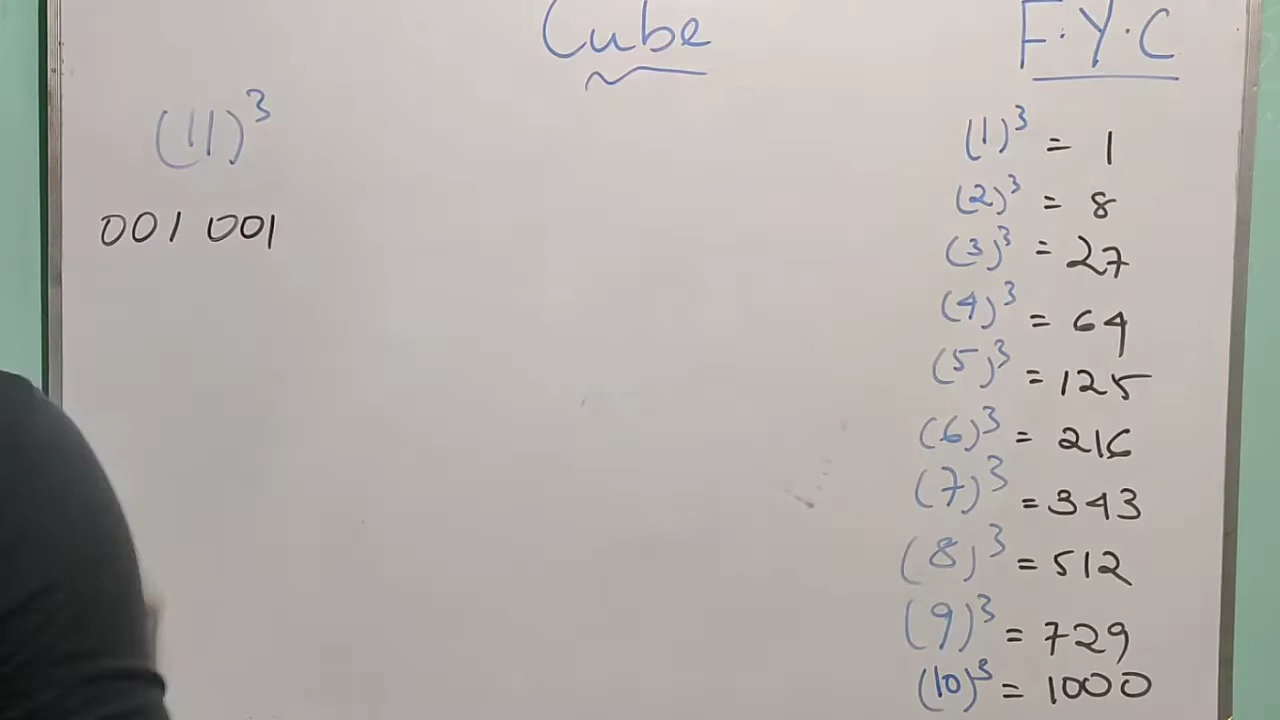 Cube
F.Y.C
(11)³
001 001
(1)³ = 1
(2)³ = 8
(3)³ = 27
(4)³ = 64
(5)³ = 125
(6)³ = 216
(7)³ = 343
(8)³ = 512
(9)³ = 729
(10)³ = 1000